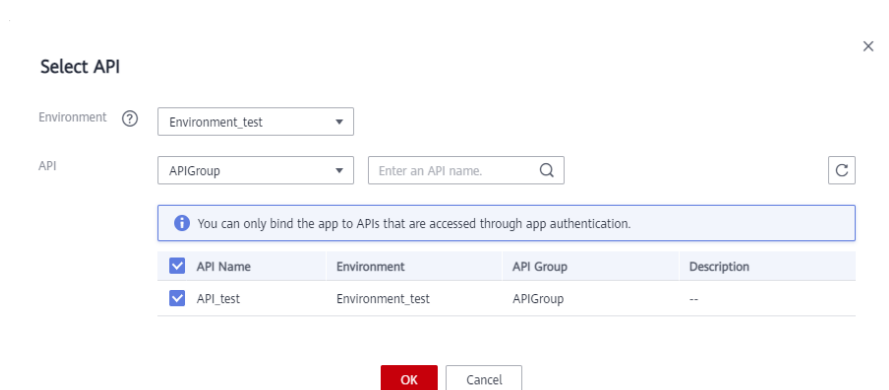 Select API
Environment ?
Environment_test
API
APIGroup
Enter an API name.
You can only bind the app to APIs that are accessed through app authentication.
API Name Environment API Group Description
API_test Environment_test APIGroup --
OK Cancel